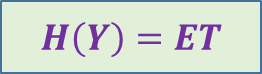 H(Y) = ET